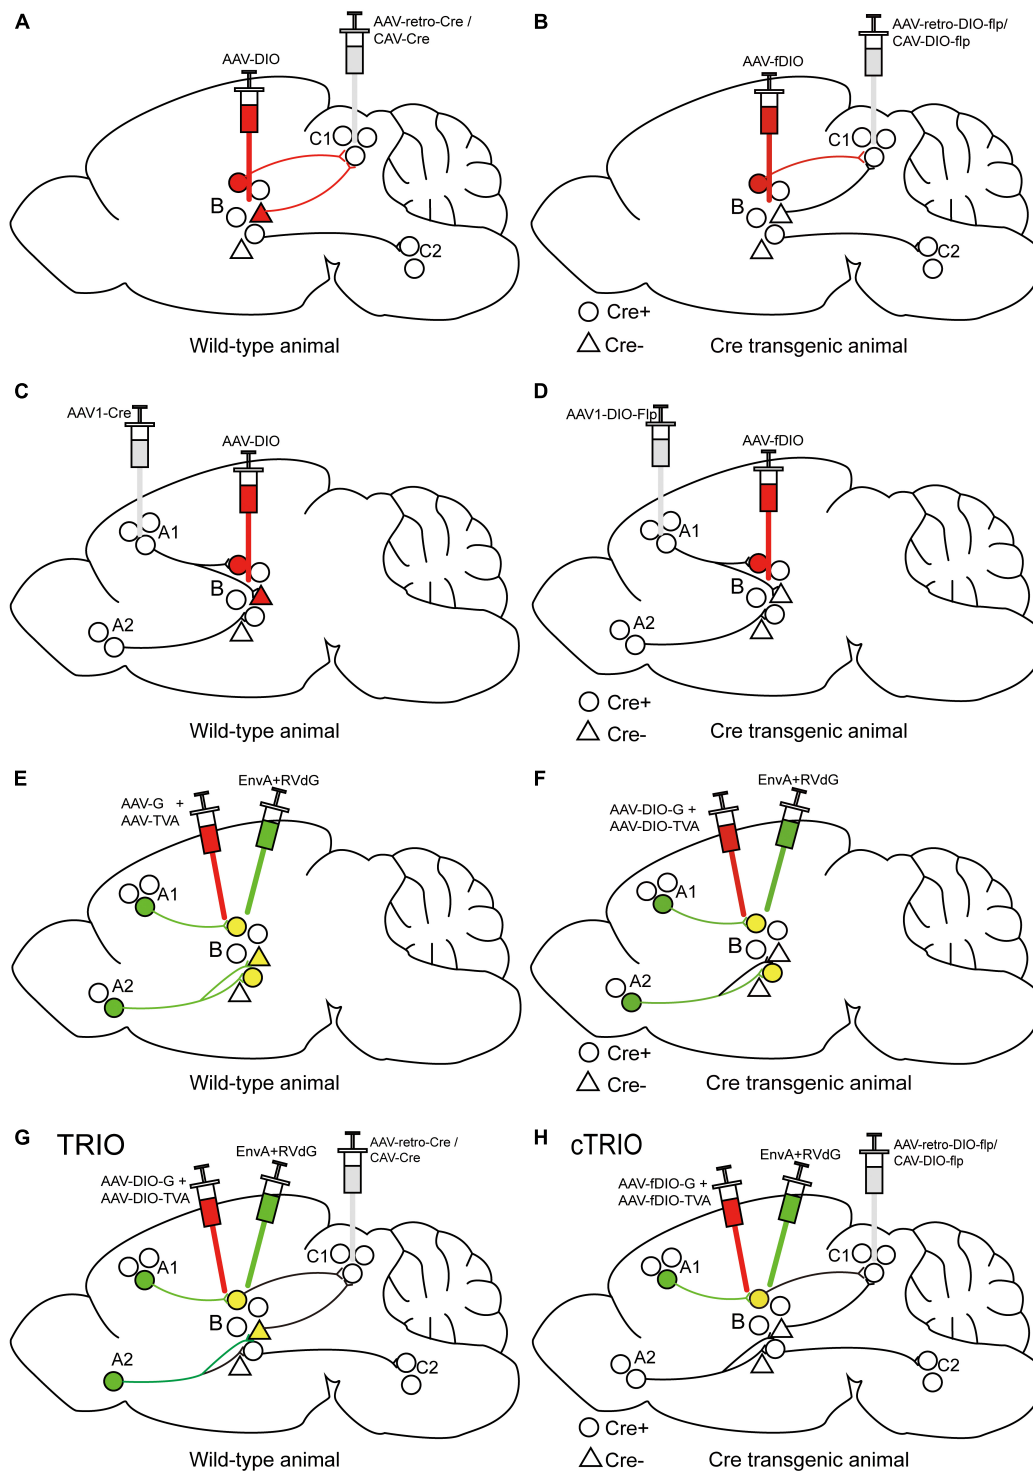 A
AAV-retro-Cre /
CAV-Cre
AAV-DIO
C1
B
C2
Wild-type animal
B
AAV-retro-DIO-flp/
CAV-DIO-flp
AAV-fDIO
C1
B
C2
Cre+
Cre-
Cre transgenic animal
C
AAV1-Cre
AAV-DIO
A1
B
A2
Wild-type animal
D
AAV1-DIO-Flp
AAV-fDIO
A1
B
A2
Cre+
Cre-
Cre transgenic animal
E
EnvA+RVdG
AAV-G +
AAV-TVA
A1
B
A2
Wild-type animal
F
EnvA+RVdG
AAV-DIO-G +
AAV-DIO-TVA
A1
B
A2
Cre+
Cre-
Cre transgenic animal
G TRIO
AAV-retro-Cre /
CAV-Cre
EnvA+RVdG
AAV-DIO-G +
AAV-DIO-TVA
C1
A1
B
A2
C2
Wild-type animal
H cTRIO
AAV-retro-DIO-flp/
CAV-DIO-flp
EnvA+RVdG
AAV-fDIO-G +
AAV-fDIO-TVA
C1
A1
B
A2
C2
Cre+
Cre-
Cre transgenic animal